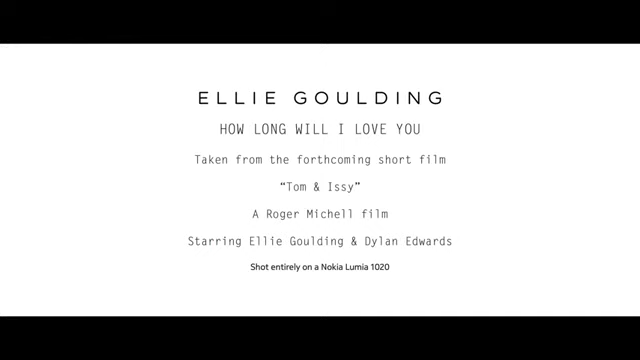 ELLIE GOULDING
HOW LONG WILL I LOVE YOU
Taken from the forthcoming short film
“Tom & Issy”
A Roger Michell film
Starring Ellie Goulding & Dylan Edwards
Shot entirely on a Nokia Lumia 1020